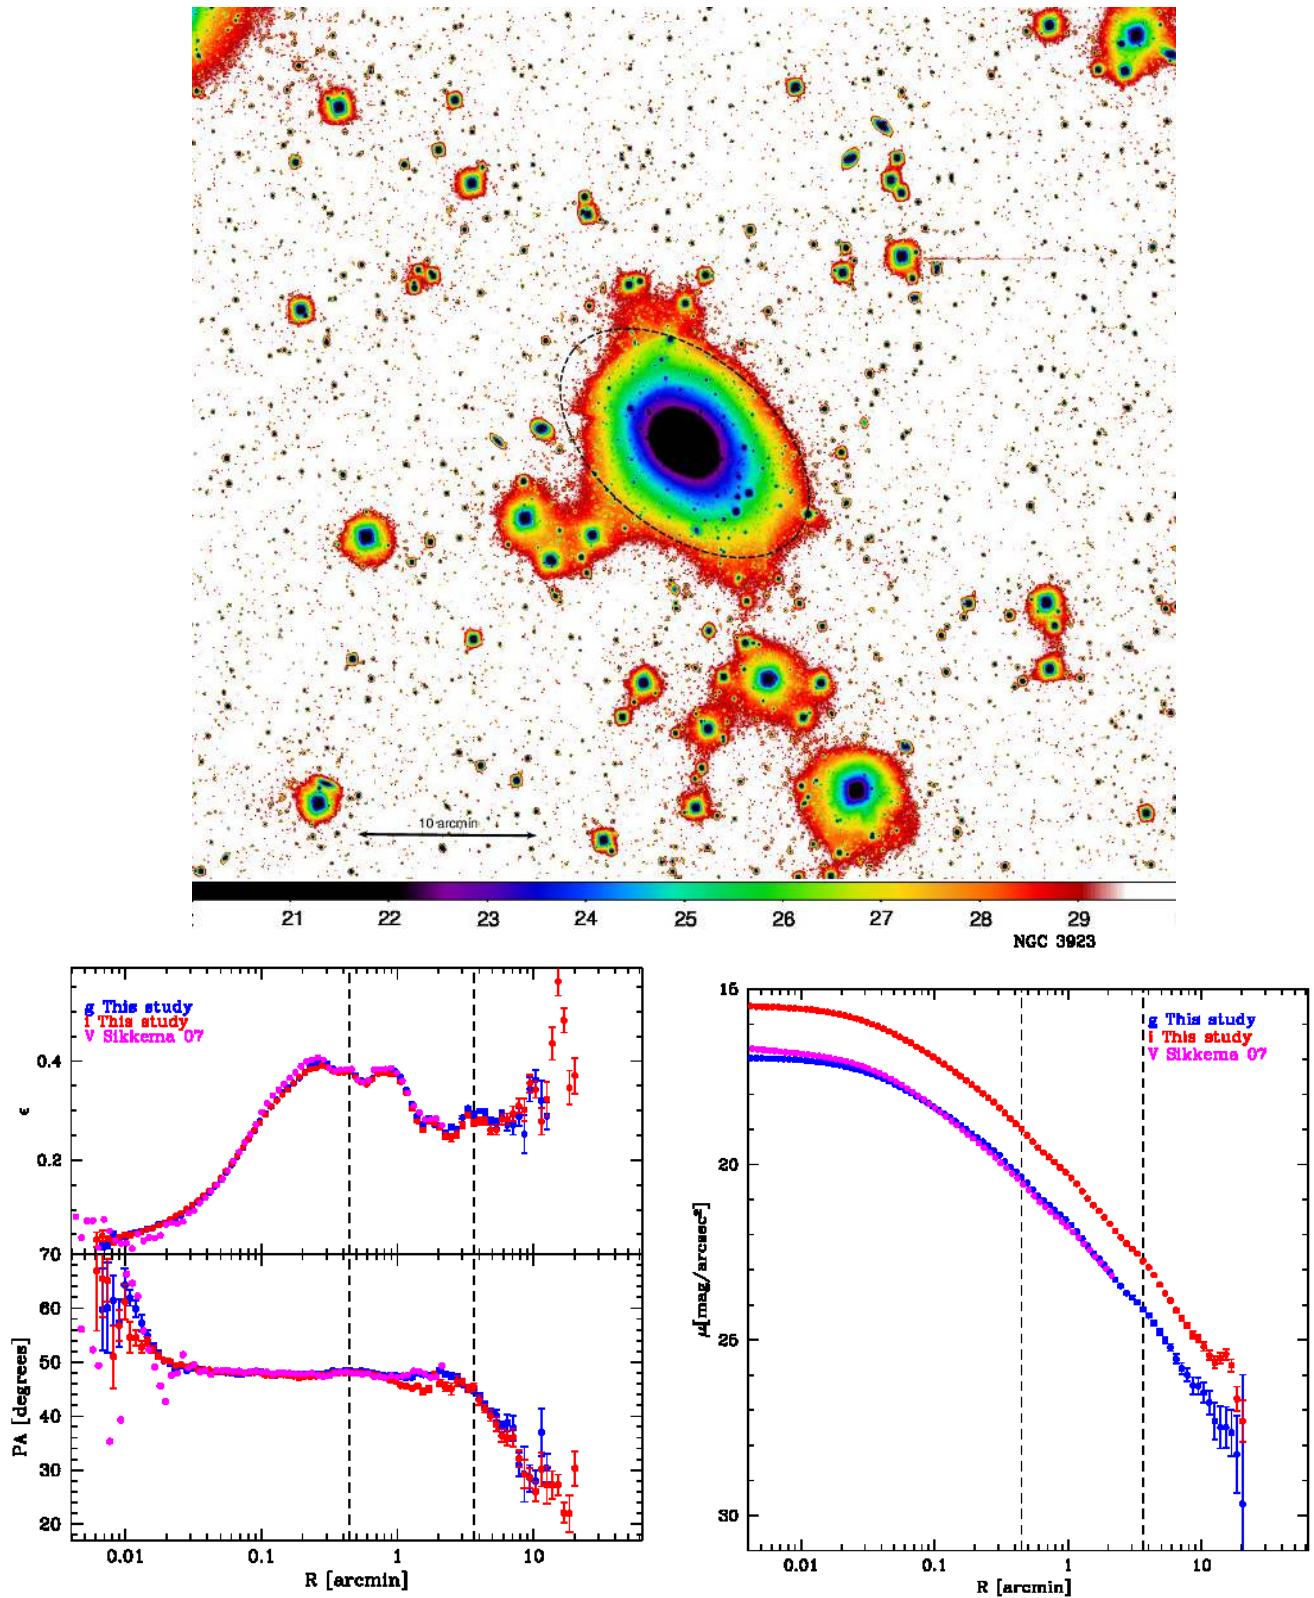 10 arcmin
21 22 23 24 25 26 27 28 29
NGC 3923
g This study
i This study
V Sikkema 07
0.4
0.2
ϵ
70
60
50
40
30
20
PA [degrees]
0.01 0.1 1 10
R [arcmin]
15
20
25
30
μ[mag/arcsec²]
g This study
i This study
V Sikkema 07
0.01 0.1 1 10
R [arcmin]